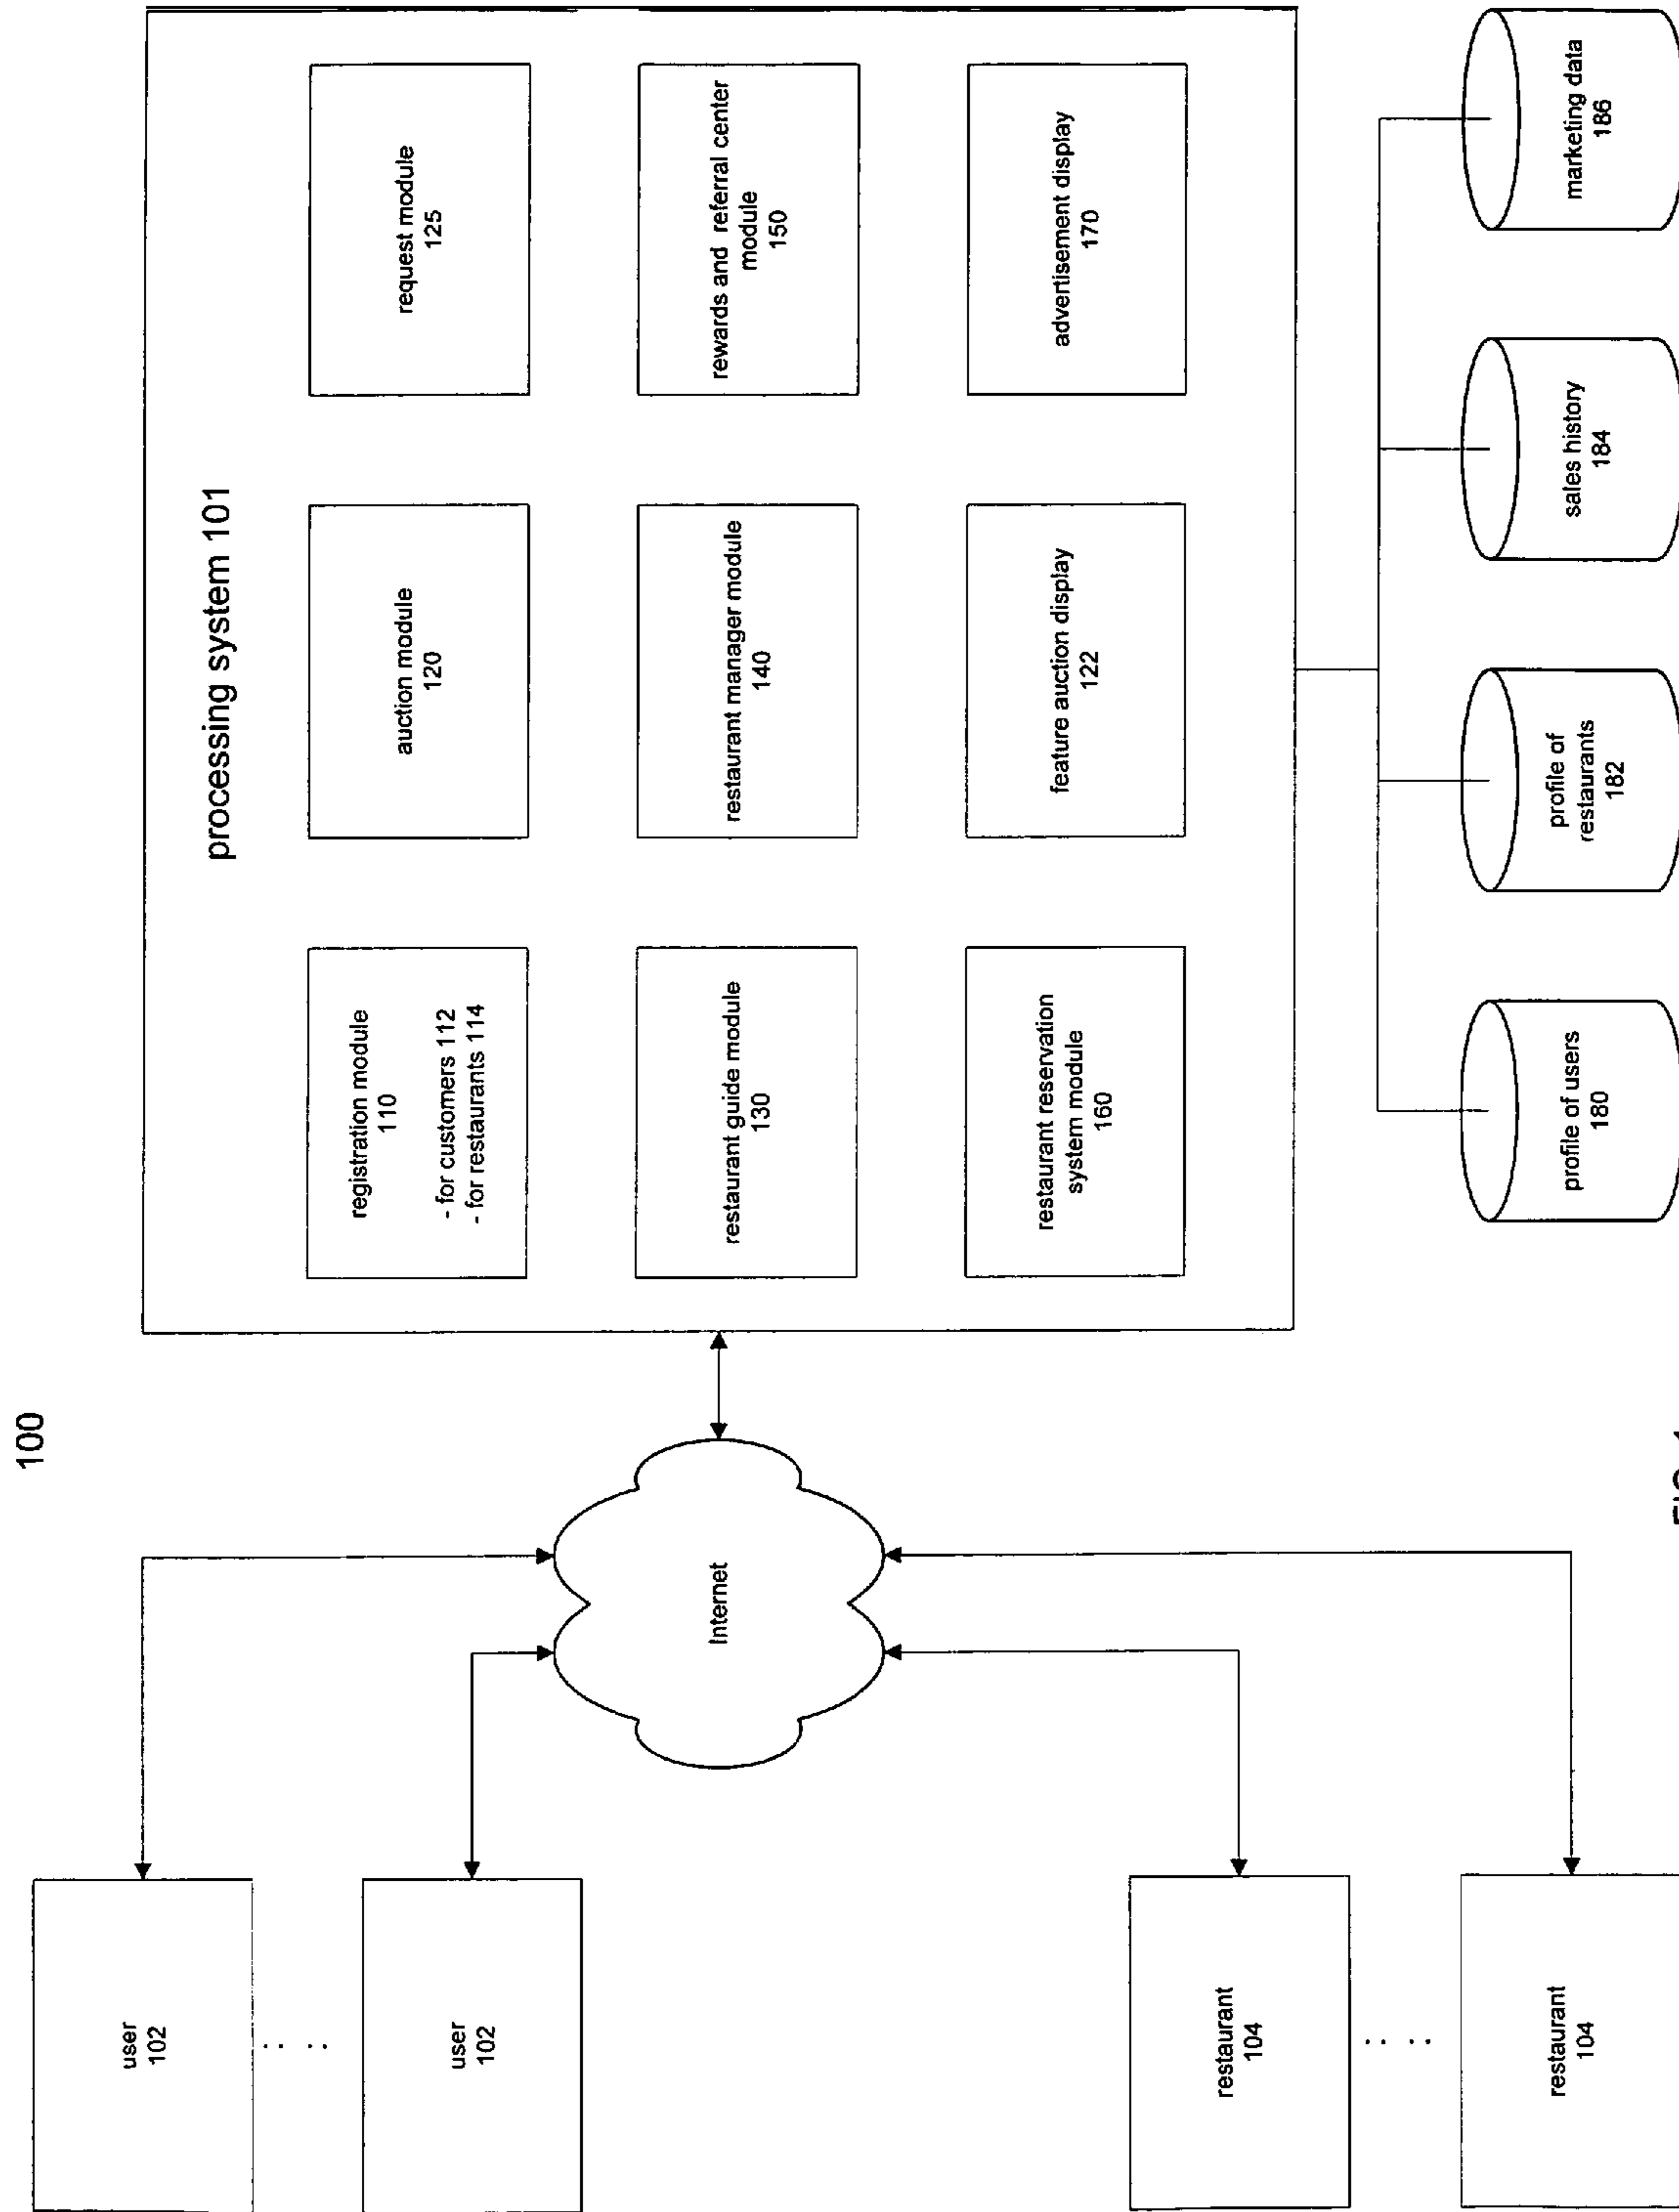 100
processing system 101
registration module
110
- for customers 112
- for restaurants 114
auction module
120
request module
125
restaurant guide module
130
restaurant manager module
140
rewards and referral center
module
150
restaurant reservation
system module
160
feature auction display
122
advertisement display
170
user
102
. . . .
user
102
Internet
restaurant
104
. . . .
restaurant
104
profile of users
180
profile of
restaurants
182
sales history
184
marketing data
186